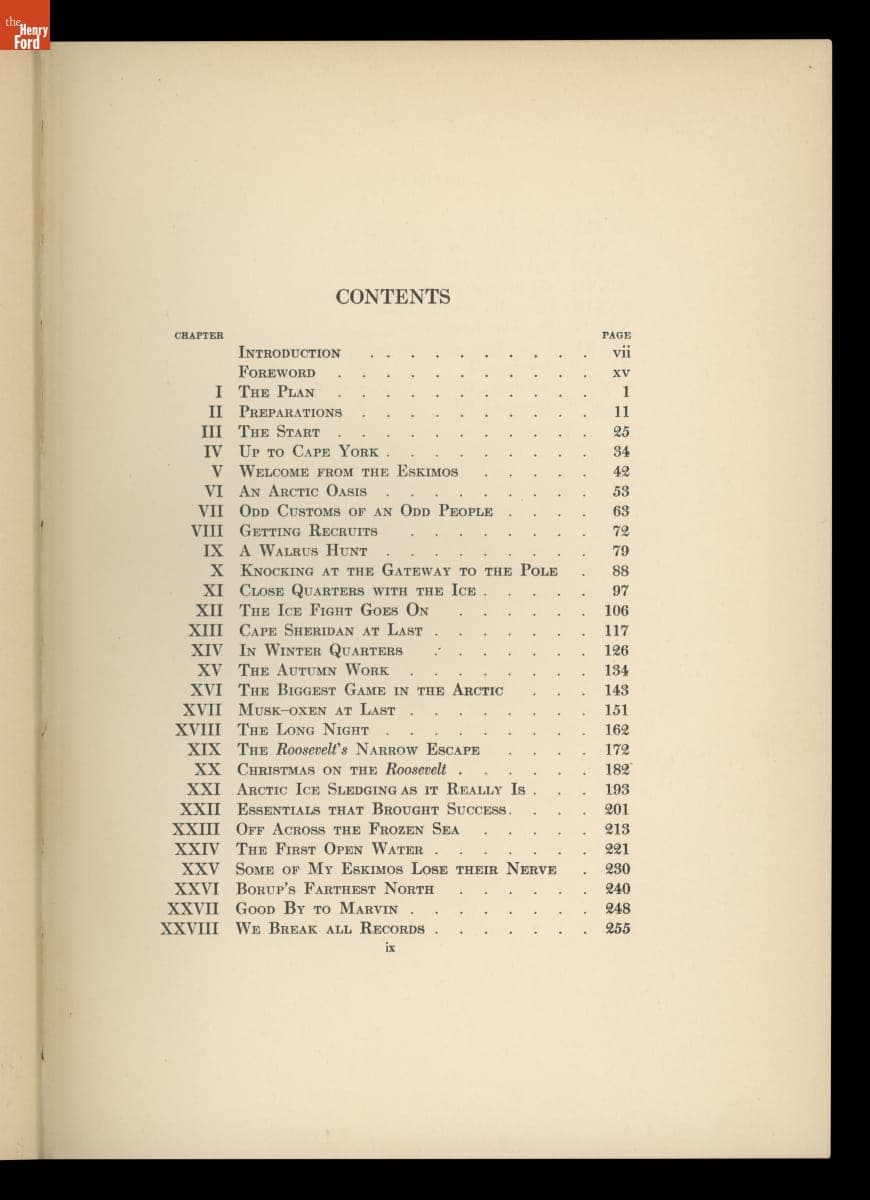 the
Henry
Ford
CONTENTS
CHAPTER PAGE
INTRODUCTION . . . . . . . . . . vii
FOREWORD . . . . . . . . . . . xv
I THE PLAN . . . . . . . . . . . 1
II PREPARATIONS . . . . . . . . . . 11
III THE START . . . . . . . . . . . 25
IV UP TO CAPE YORK . . . . . . . . . 34
V WELCOME FROM THE ESKIMOS . . . . . 42
VI AN ARCTIC OASIS . . . . . . . . . 53
VII ODD CUSTOMS OF AN ODD PEOPLE . . . . 63
VIII GETTING RECRUITS . . . . . . . . 72
IX A WALRUS HUNT . . . . . . . . . 79
X KNOCKING AT THE GATEWAY TO THE POLE . 88
XI CLOSE QUARTERS WITH THE ICE . . . . . 97
XII THE ICE FIGHT GOES ON . . . . . . 106
XIII CAPE SHERIDAN AT LAST . . . . . . . 117
XIV IN WINTER QUARTERS . . . . . . . 126
XV THE AUTUMN WORK . . . . . . . . 134
XVI THE BIGGEST GAME IN THE ARCTIC . . . 143
XVII MUSK-OXEN AT LAST . . . . . . . . 151
XVIII THE LONG NIGHT . . . . . . . . . 162
XIX THE Roosevelt's NARROW ESCAPE . . . . 172
XX CHRISTMAS ON THE Roosevelt . . . . . . 182
XXI ARCTIC ICE SLEDGING AS IT REALLY IS . . . 193
XXII ESSENTIALS THAT BROUGHT SUCCESS . . . . 201
XXIII OFF ACROSS THE FROZEN SEA . . . . . 213
XXIV THE FIRST OPEN WATER . . . . . . . 221
XXV SOME OF MY ESKIMOS LOSE THEIR NERVE . 230
XXVI BORUP'S FARTHEST NORTH . . . . . . 240
XXVII GOOD BY TO MARVIN . . . . . . . . 248
XXVIII WE BREAK ALL RECORDS . . . . . . . 255
ix